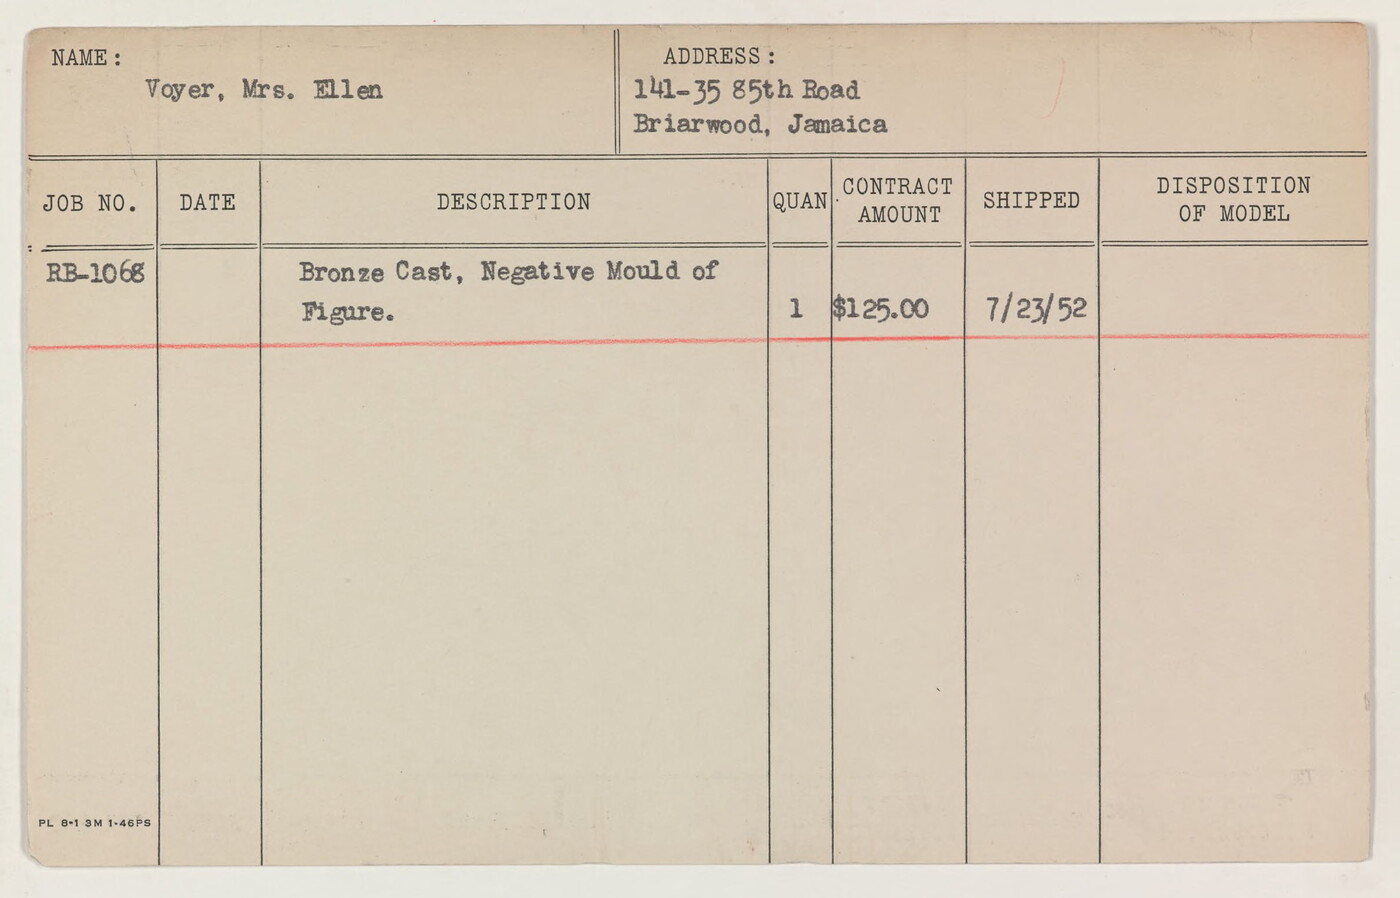 NAME:
Voyer, Mrs. Ellen
ADDRESS:
141-35 85th Road
Briarwood, Jamaica
JOB NO.
DATE
DESCRIPTION
QUAN.
CONTRACT
AMOUNT
SHIPPED
DISPOSITION
OF MODEL
RB-1068
Bronze Cast, Negative Mould of
Figure.
1
$125.00
7/23/52
PL 8-1 3M 1-46PS